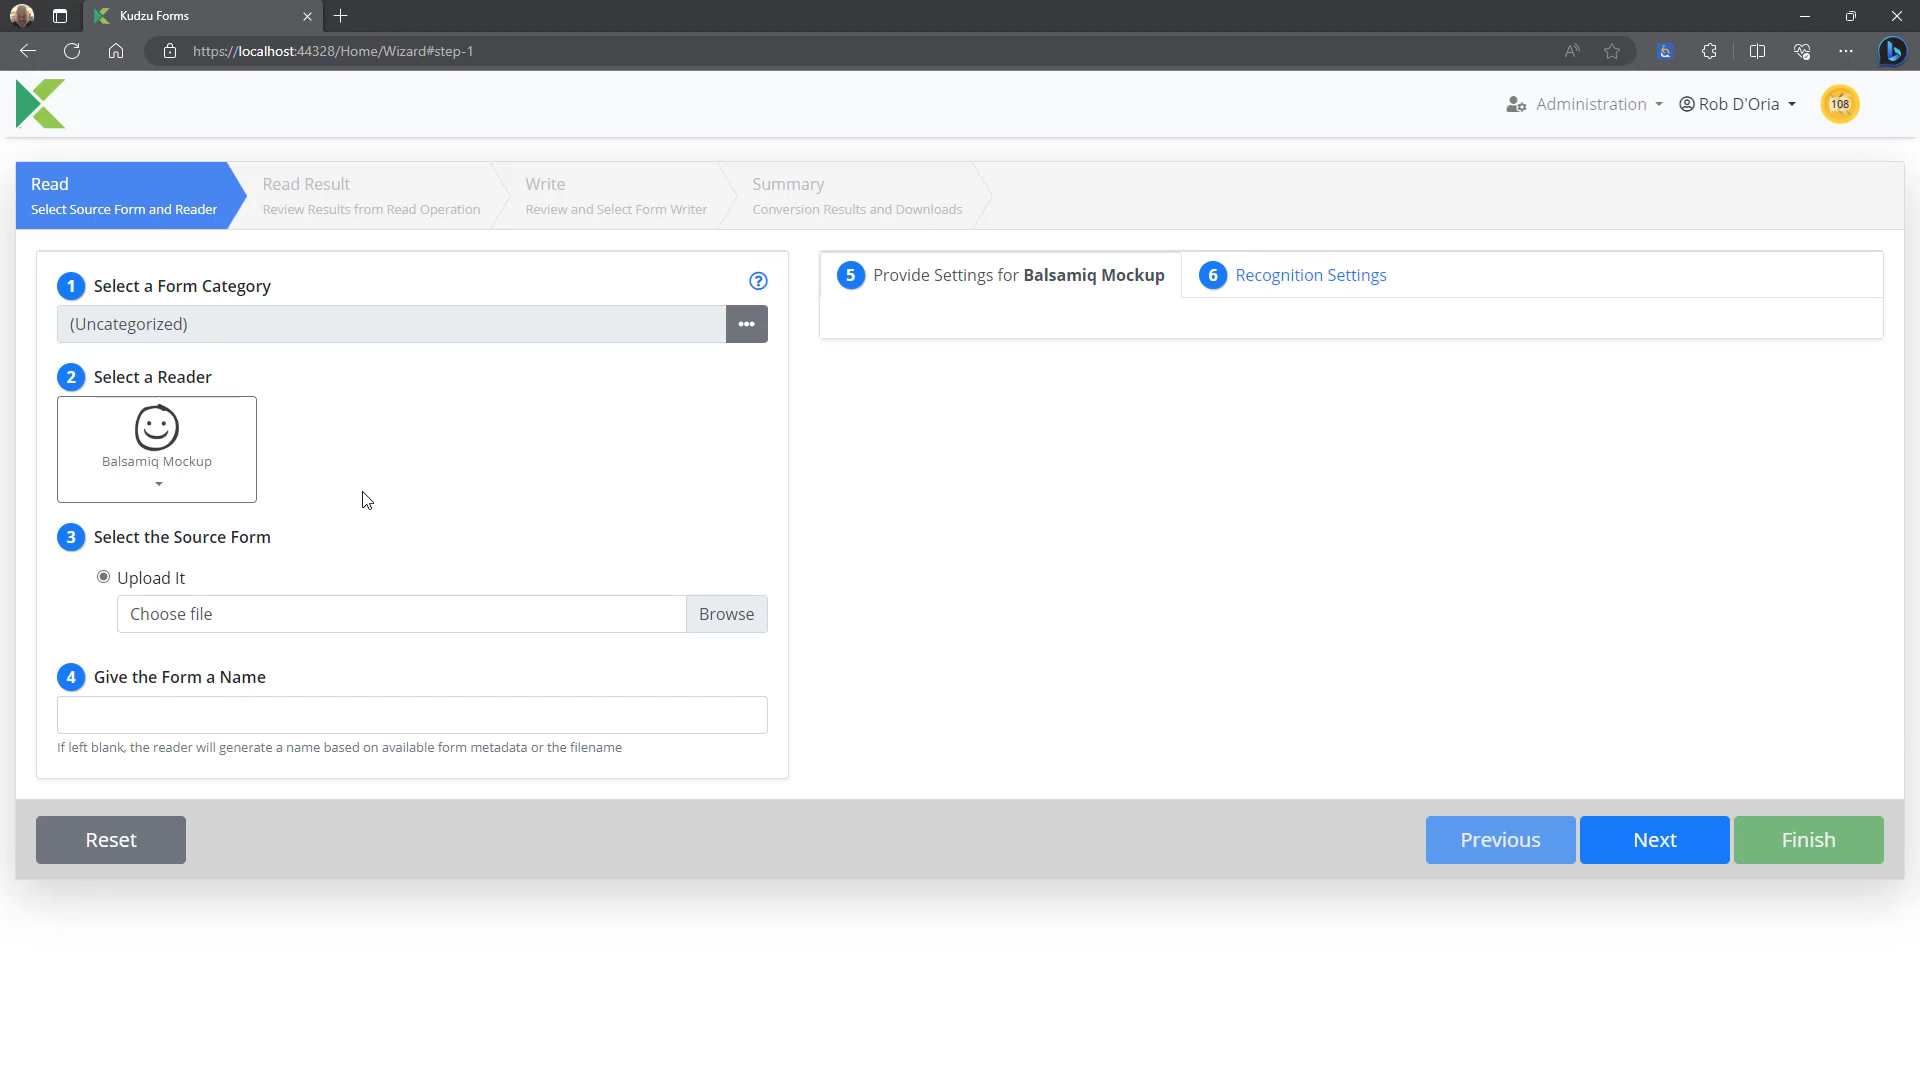 Kudzu Forms
https://localhost:44328/Home/Wizard#step-1
Administration
Rob D'Oria
108
Read
Select Source Form and Reader
Read Result
Review Results from Read Operation
Write
Review and Select Form Writer
Summary
Conversion Results and Downloads
1 Select a Form Category
?
(Uncategorized)
2 Select a Reader
Balsamiq Mockup
3 Select the Source Form
Upload It
Choose file
Browse
4 Give the Form a Name
If left blank, the reader will generate a name based on available form metadata or the filename
5 Provide Settings for Balsamiq Mockup
6 Recognition Settings
Reset
Previous
Next
Finish